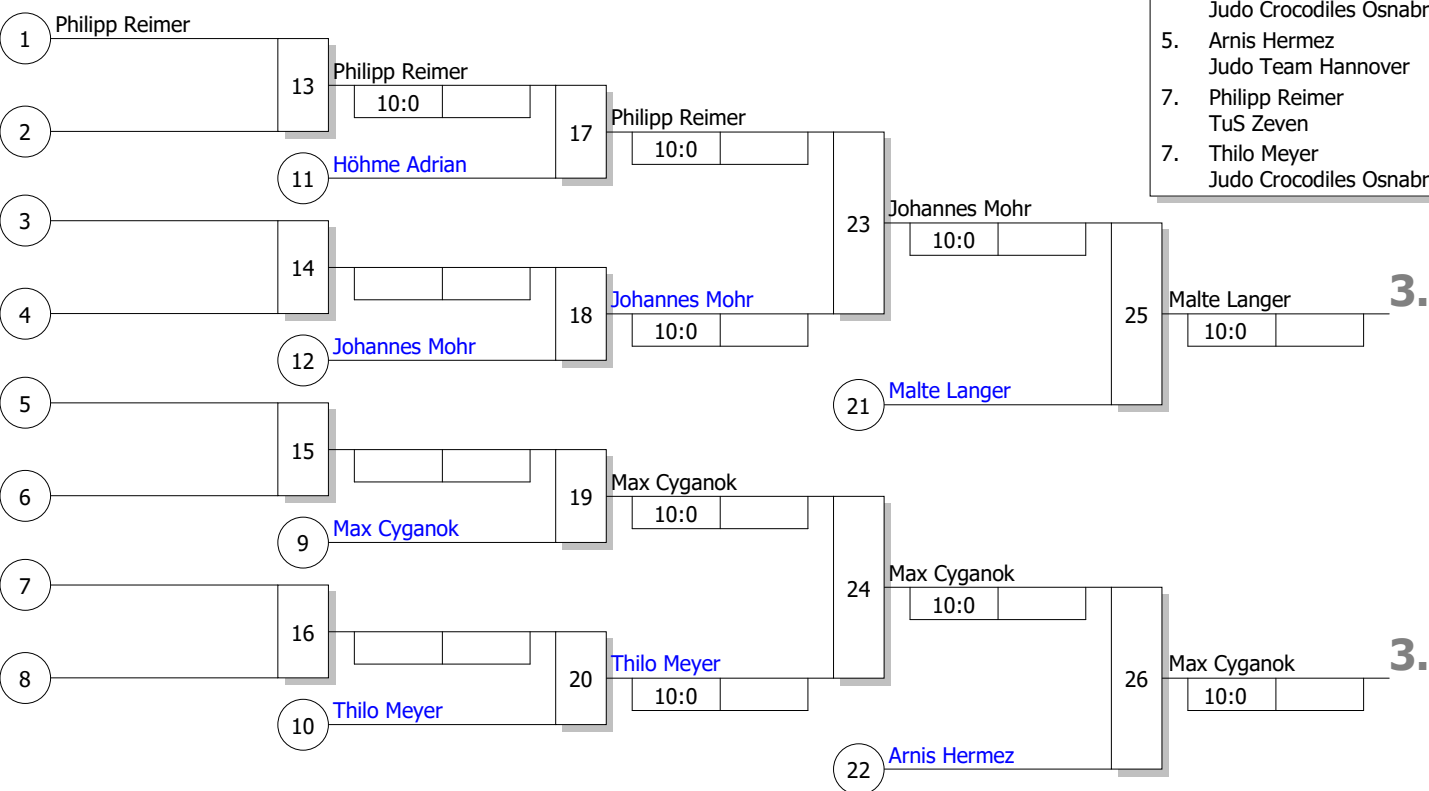 Judo Crocodiles Osnabr
5. Arnis Hermez
Judo Team Hannover
7. Philipp Reimer
TuS Zeven
7. Thilo Meyer
Judo Crocodiles Osnabr
1 Philipp Reimer
13 Philipp Reimer
10:0
2
17 Philipp Reimer
10:0
11 Höhme Adrian
3
23 Johannes Mohr
10:0
14
4
18 Johannes Mohr
10:0
12 Johannes Mohr
25 Malte Langer 3.
10:0
5
21 Malte Langer
15
6
19 Max Cyganok
10:0
9 Max Cyganok
7
24 Max Cyganok
10:0
16
8
20 Thilo Meyer
10:0
10 Thilo Meyer
26 Max Cyganok 3.
10:0
22 Arnis Hermez